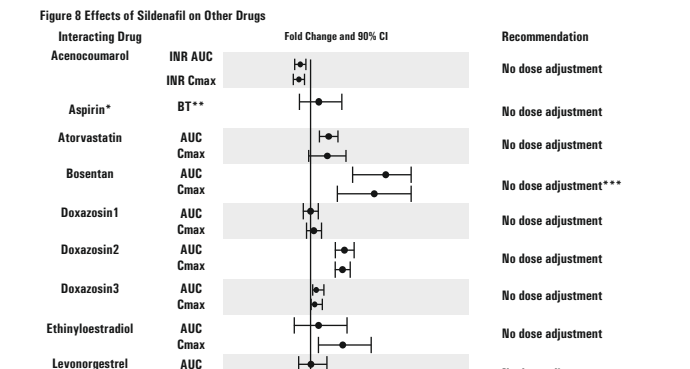 Figure 8 Effects of Sildenafil on Other Drugs
Interacting Drug Fold Change and 90% CI Recommendation
Acenocoumarol INR AUC
No dose adjustment
INR Cmax
Aspirin* BT** No dose adjustment
Atorvastatin AUC No dose adjustment
Cmax
Bosentan AUC
Cmax No dose adjustment***
Doxazosin1 AUC No dose adjustment
Cmax
Doxazosin2 AUC No dose adjustment
Cmax
Doxazosin3 AUC No dose adjustment
Cmax
Ethinyloestradiol AUC No dose adjustment
Cmax
Levonorgestrel AUC